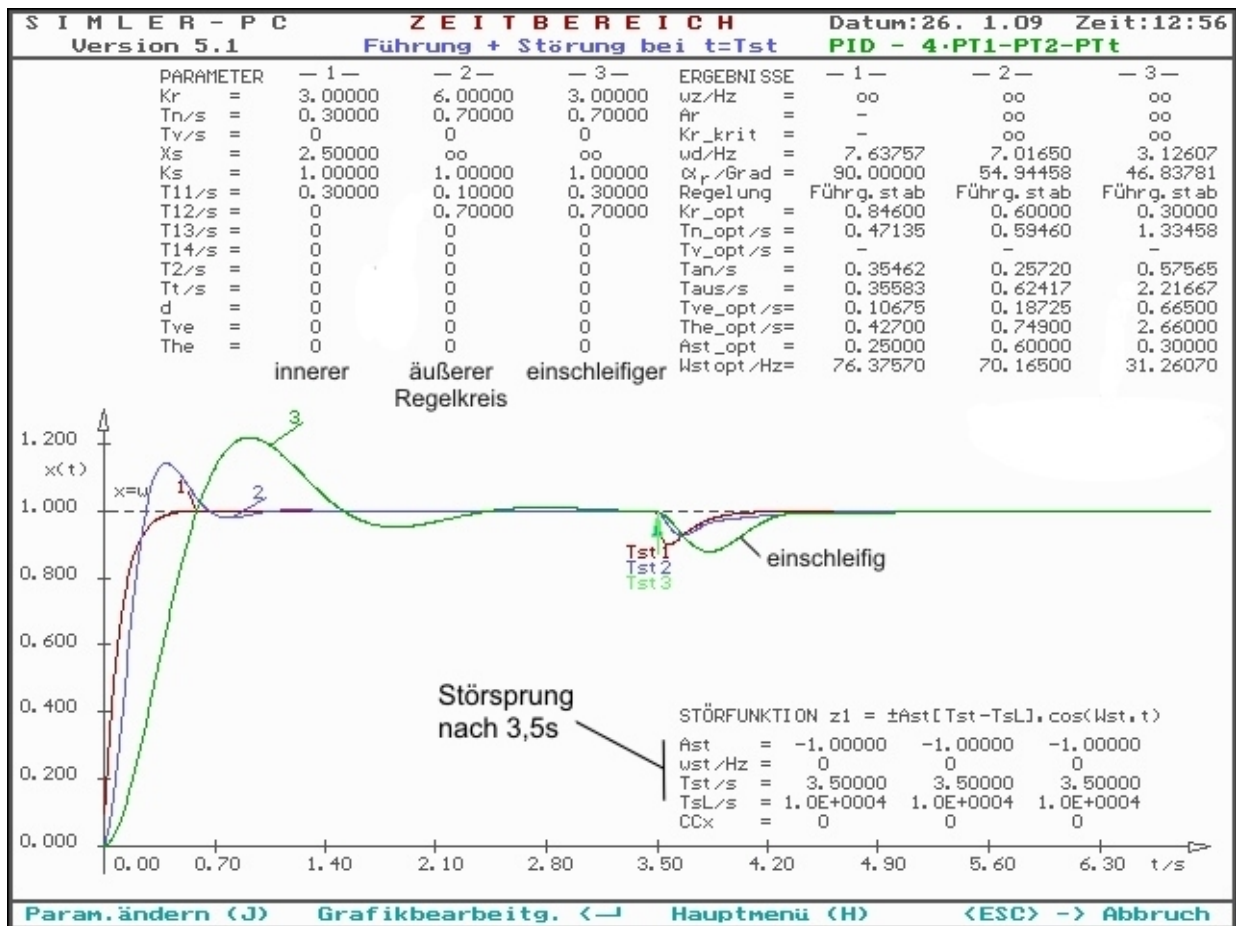 S I M L E R - P C Z E I T B E R E I C H Datum:26. 1.09 Zeit:12:56
Version 5.1 Führung + Störung bei t=Tst PID - 4·PT1-PT2-PTt
PARAMETER —1— —2— —3— ERGEBNISSE —1— —2— —3—
Kr = 3.00000 6.00000 3.00000 wz/Hz = oo oo oo
Tn/s = 0.30000 0.70000 0.70000 Ar = - oo oo
Tv/s = 0 0 0 Kr_krit = - oo oo
Xs = 2.50000 oo oo wd/Hz = 7.63757 7.01650 3.12607
Ks = 1.00000 1.00000 1.00000 αr/Grad = 90.00000 54.94458 46.83781
T11/s = 0.30000 0.10000 0.30000 Regelung Führg.stab Führg.stab Führg.stab
T12/s = 0 0.70000 0.70000 Kr_opt = 0.84600 0.60000 0.30000
T13/s = 0 0 0 Tn_opt/s = 0.47135 0.59460 1.33458
T14/s = 0 0 0 Tv_opt/s = - - -
T2/s = 0 0 0 Tan/s = 0.35462 0.25720 0.57565
Tt/s = 0 0 0 Taus/s = 0.35583 0.62417 2.21667
d = 0 0 0 Tve_opt/s= 0.10675 0.18725 0.66500
Tve = 0 0 0 The_opt/s= 0.42700 0.74900 2.66000
The = 0 0 0 Ast_opt = 0.25000 0.60000 0.30000
innerer äußerer einschleifiger Wstopt/Hz= 76.37570 70.16500 31.26070
Regelkreis
3
1.200
x(t)
x=w 1 2
1.000
Tst1
einschleifig
Tst2
0.800
Tst3
0.600
Störsprung
nach 3,5s
0.400
STÖRFUNKTION z1 = ±Ast[Tst-TsL].cos(Wst.t)
Ast = -1.00000 -1.00000 -1.00000
wst/Hz = 0 0 0
0.200
Tst/s = 3.50000 3.50000 3.50000
TsL/s = 1.0E+0004 1.0E+0004 1.0E+0004
CCx = 0 0 0
0.000
0.00 0.70 1.40 2.10 2.80 3.50 4.20 4.90 5.60 6.30 t/s
Param.ändern (J) Grafikbearbeitg. <─┘ Hauptmenü (H) <ESC> -> Abbruch